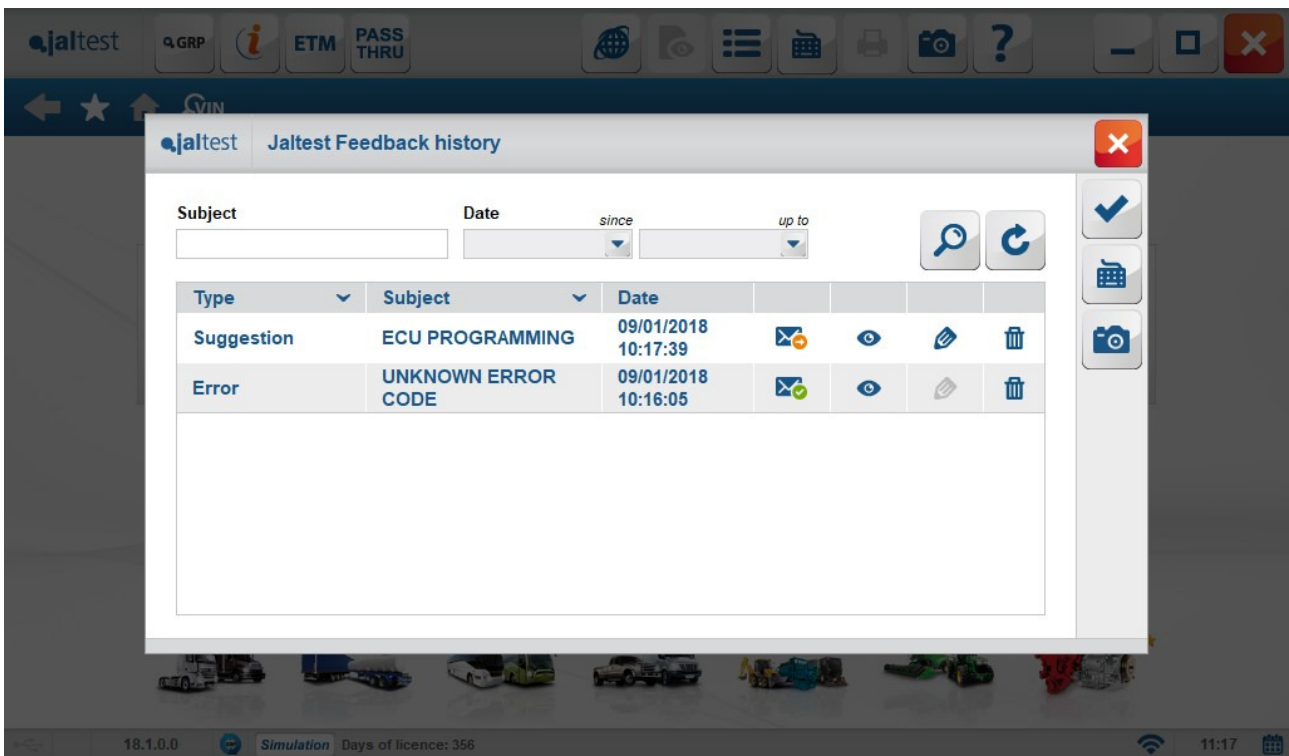 jaltest
GRP
i
ETM
PASS
THRU
?
VIN
jaltest
Jaltest Feedback history
Subject
Date
since
up to
Type
Subject
Date
Suggestion
ECU PROGRAMMING
09/01/2018
10:17:39
Error
UNKNOWN ERROR
CODE
09/01/2018
10:16:05
18.1.0.0
Simulation
Days of licence: 356
11:17